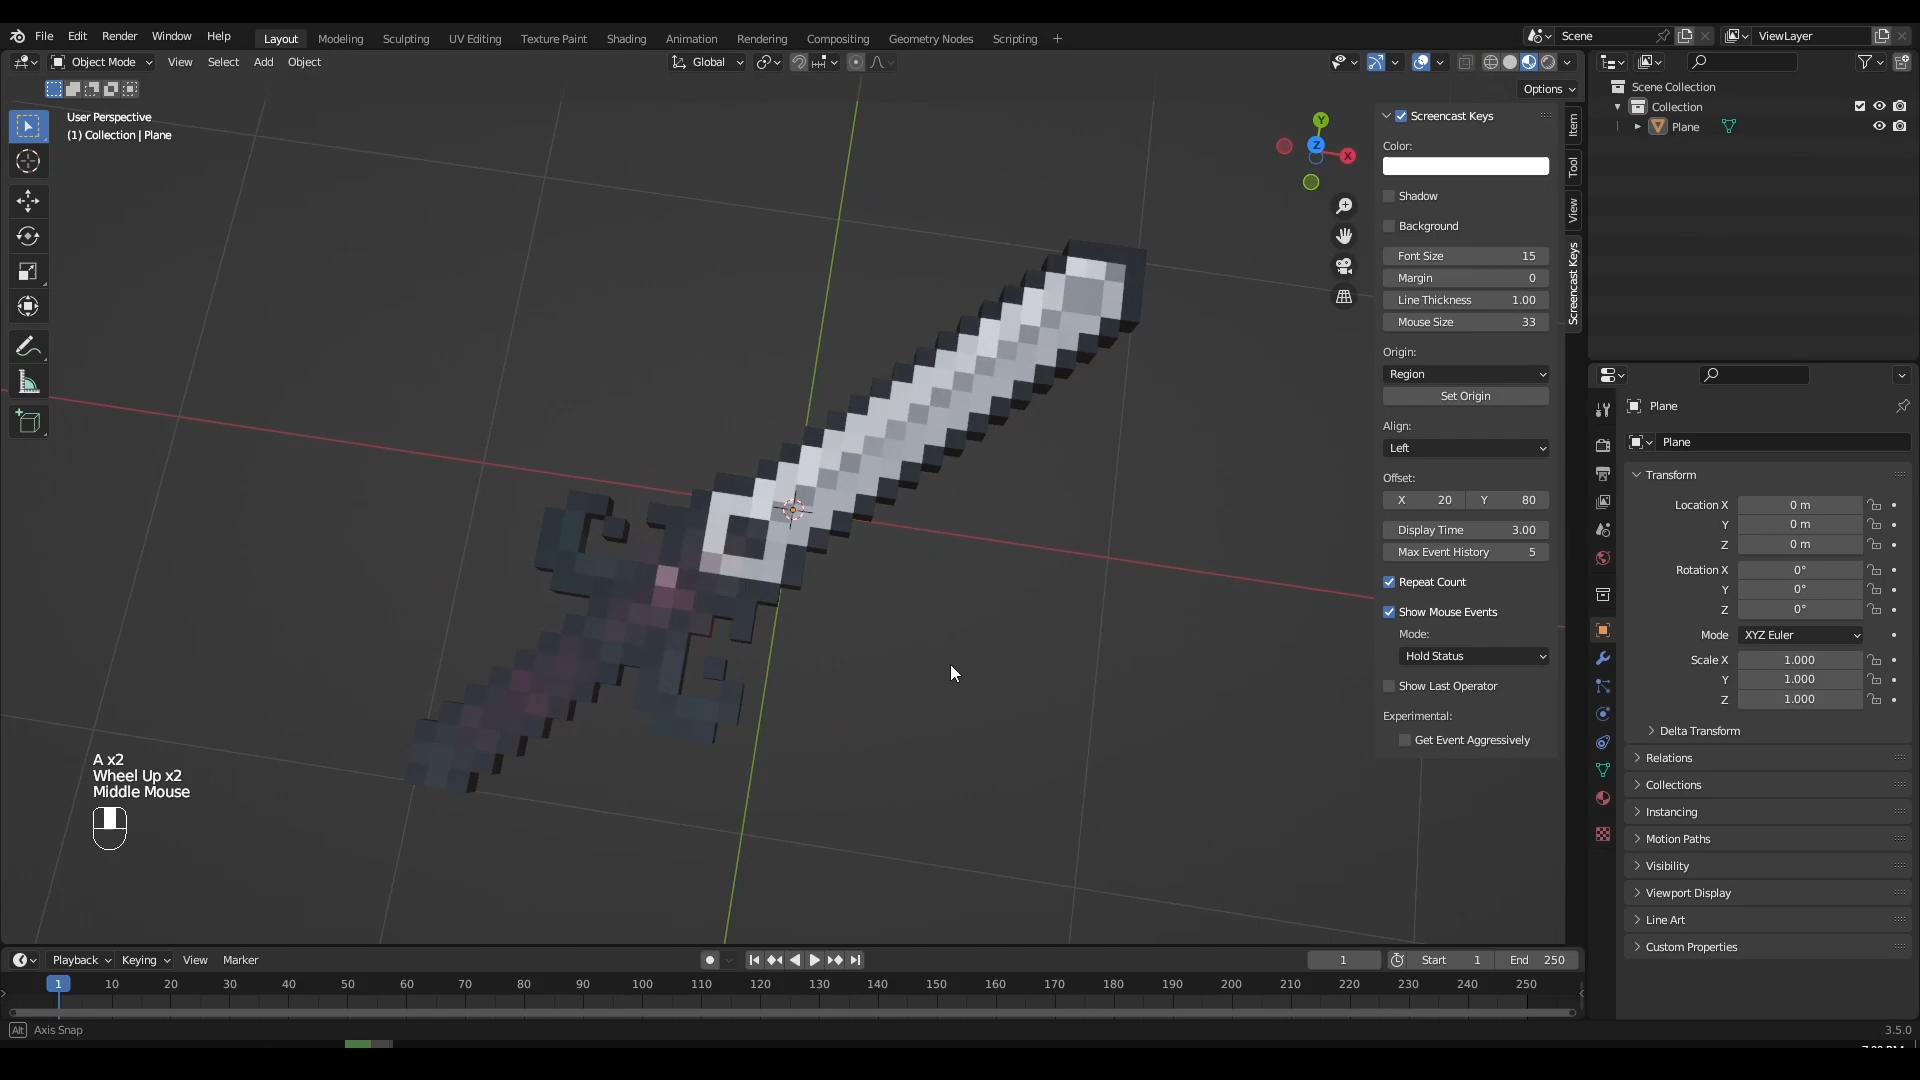 File Edit Render Window Help Layout Modeling Sculpting UV Editing Texture Paint Shading Animation Rendering Compositing Geometry Nodes Scripting + Scene ViewLayer
Object Mode View Select Add Object Global
Options
User Perspective
(1) Collection | Plane
Y
Z
X
Screencast Keys
Color:
Shadow
Background
Font Size 15
Margin 0
Line Thickness 1.00
Mouse Size 33
Origin:
Region
Set Origin
Align:
Left
Offset:
X 20 Y 80
Display Time 3.00
Max Event History 5
Repeat Count
Show Mouse Events
Mode:
Hold Status
Show Last Operator
Experimental:
Get Event Aggressively
Item
Tool
View
Screencast Keys
Scene Collection
Collection
Plane
Plane
Plane
Transform
Location X 0 m
Y 0 m
Z 0 m
Rotation X 0°
Y 0°
Z 0°
Mode XYZ Euler
Scale X 1.000
Y 1.000
Z 1.000
Delta Transform
Relations
Collections
Instancing
Motion Paths
Visibility
Viewport Display
Line Art
Custom Properties
A x2
Wheel Up x2
Middle Mouse
Playback Keying View Marker 1 Start 1 End 250
1 10 20 30 40 50 60 70 80 90 100 110 120 130 140 150 160 170 180 190 200 210 220 230 240 250
Alt Axis Snap 3.5.0